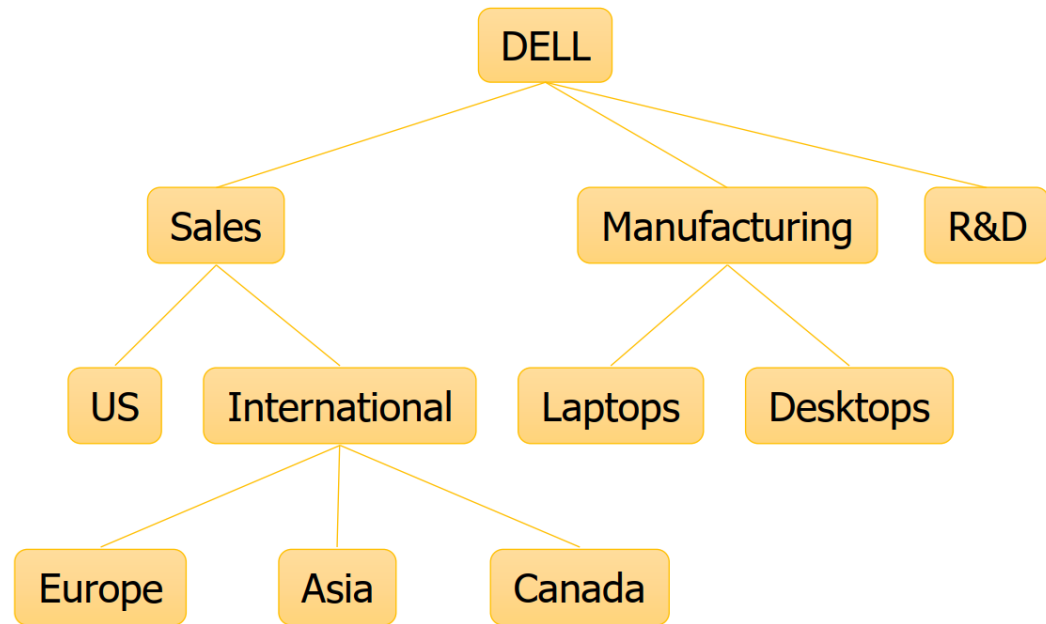 DELL
Sales
Manufacturing
R&D
US
International
Laptops
Desktops
Europe
Asia
Canada